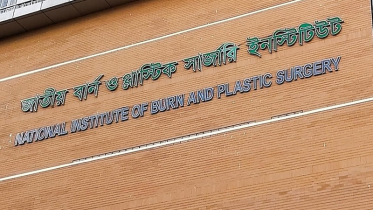 জাতীয় বার্ন ও প্লাস্টিক সার্জারি ইনস্টিটিউট
NATIONAL INSTITUTE OF BURN AND PLASTIC SURGERY